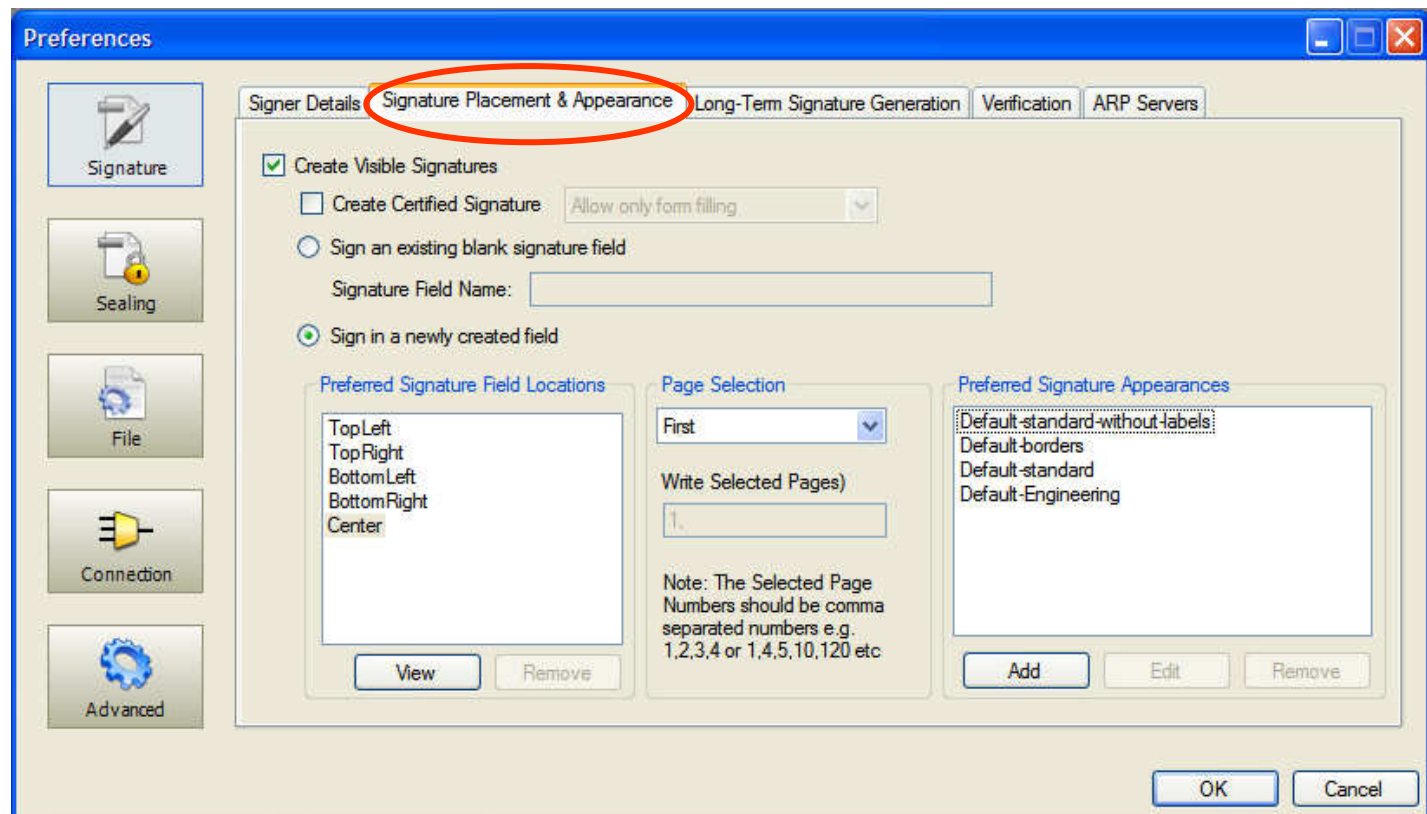 Preferences
Signature
Sealing
File
Connection
Advanced
Signer Details
Signature Placement & Appearance
Long-Term Signature Generation
Verification
ARP Servers
Create Visible Signatures
Create Certified Signature
Allow only form filling
Sign an existing blank signature field
Signature Field Name:
Sign in a newly created field
Preferred Signature Field Locations
TopLeft
TopRight
BottomLeft
BottomRight
Center
View
Remove
Page Selection
First
Write Selected Pages)
1,
Note: The Selected Page
Numbers should be comma
separated numbers e.g.
1,2,3,4 or 1,4,5,10,120 etc
Preferred Signature Appearances
Default-standard-without-labels
Default-borders
Default-standard
Default-Engineering
Add
Edit
Remove
OK
Cancel